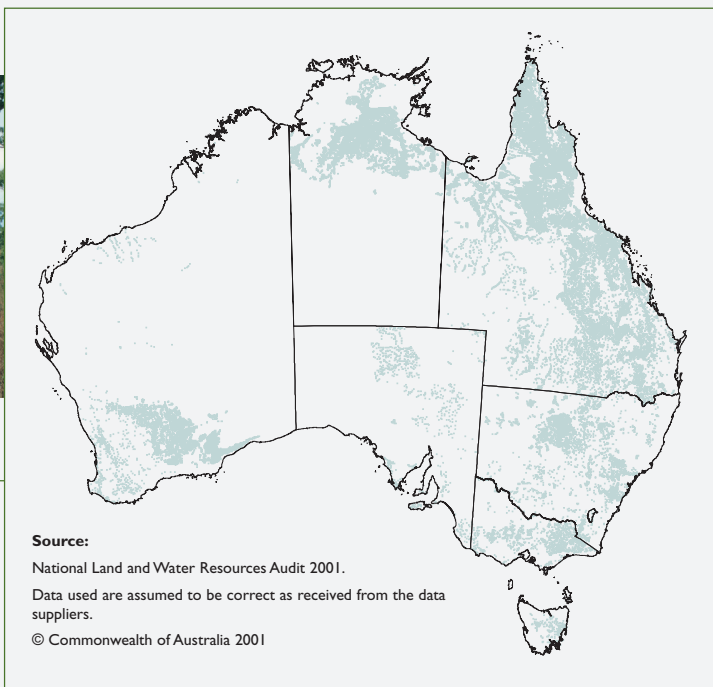 Source:
National Land and Water Resources Audit 2001.
Data used are assumed to be correct as received from the data
suppliers.
© Commonwealth of Australia 2001